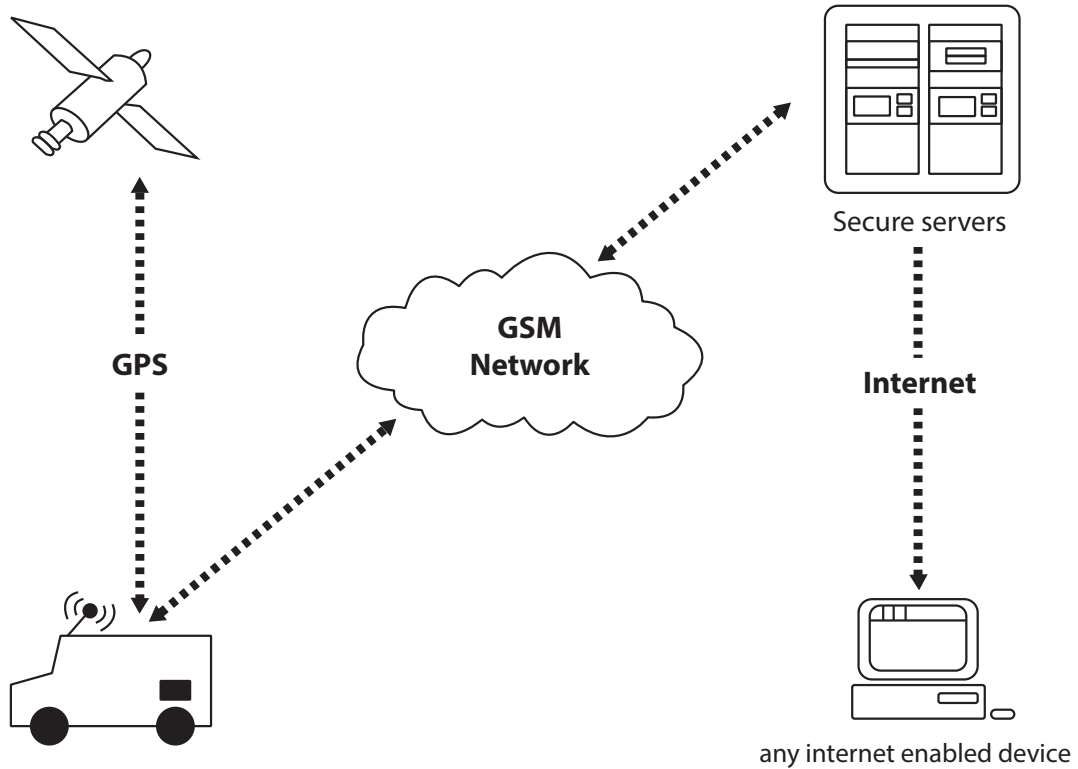 Secure servers
GSM
Network
GPS
Internet
any internet enabled device